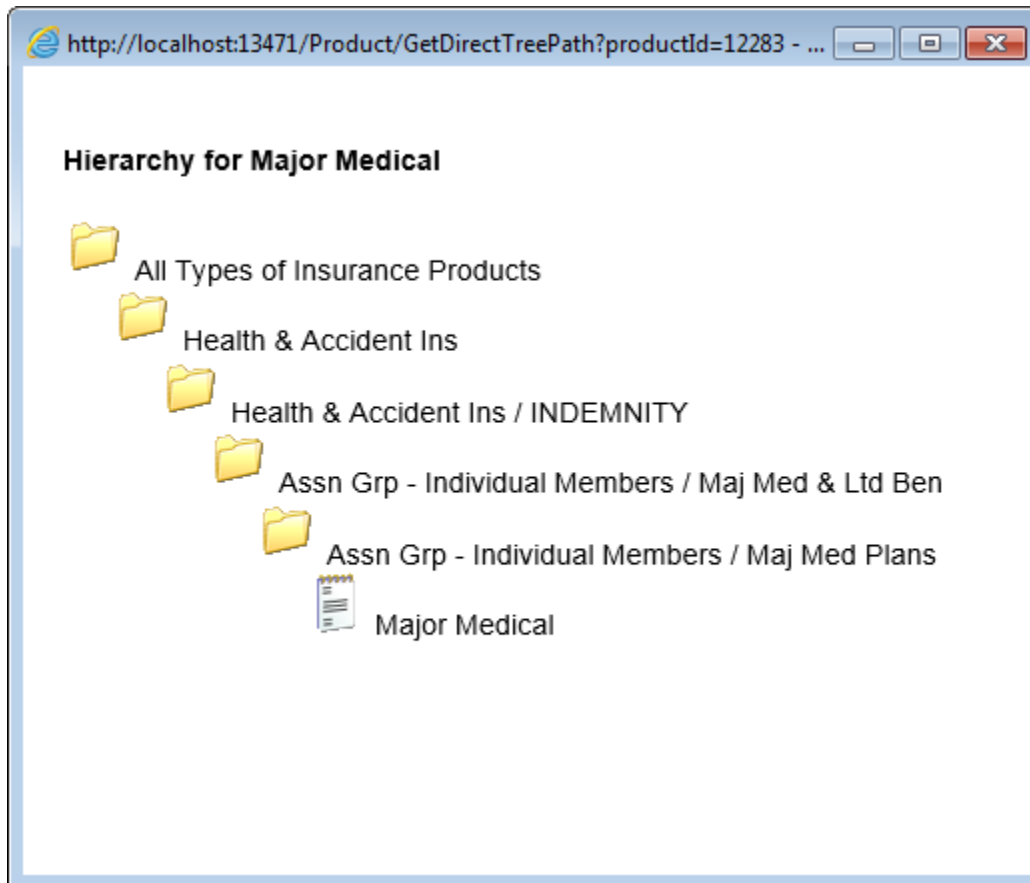 http://localhost:13471/Product/GetDirectTreePath?productId=12283 - ...
Hierarchy for Major Medical
All Types of Insurance Products
Health & Accident Ins
Health & Accident Ins / INDEMNITY
Assn Grp - Individual Members / Maj Med & Ltd Ben
Assn Grp - Individual Members / Maj Med Plans
Major Medical